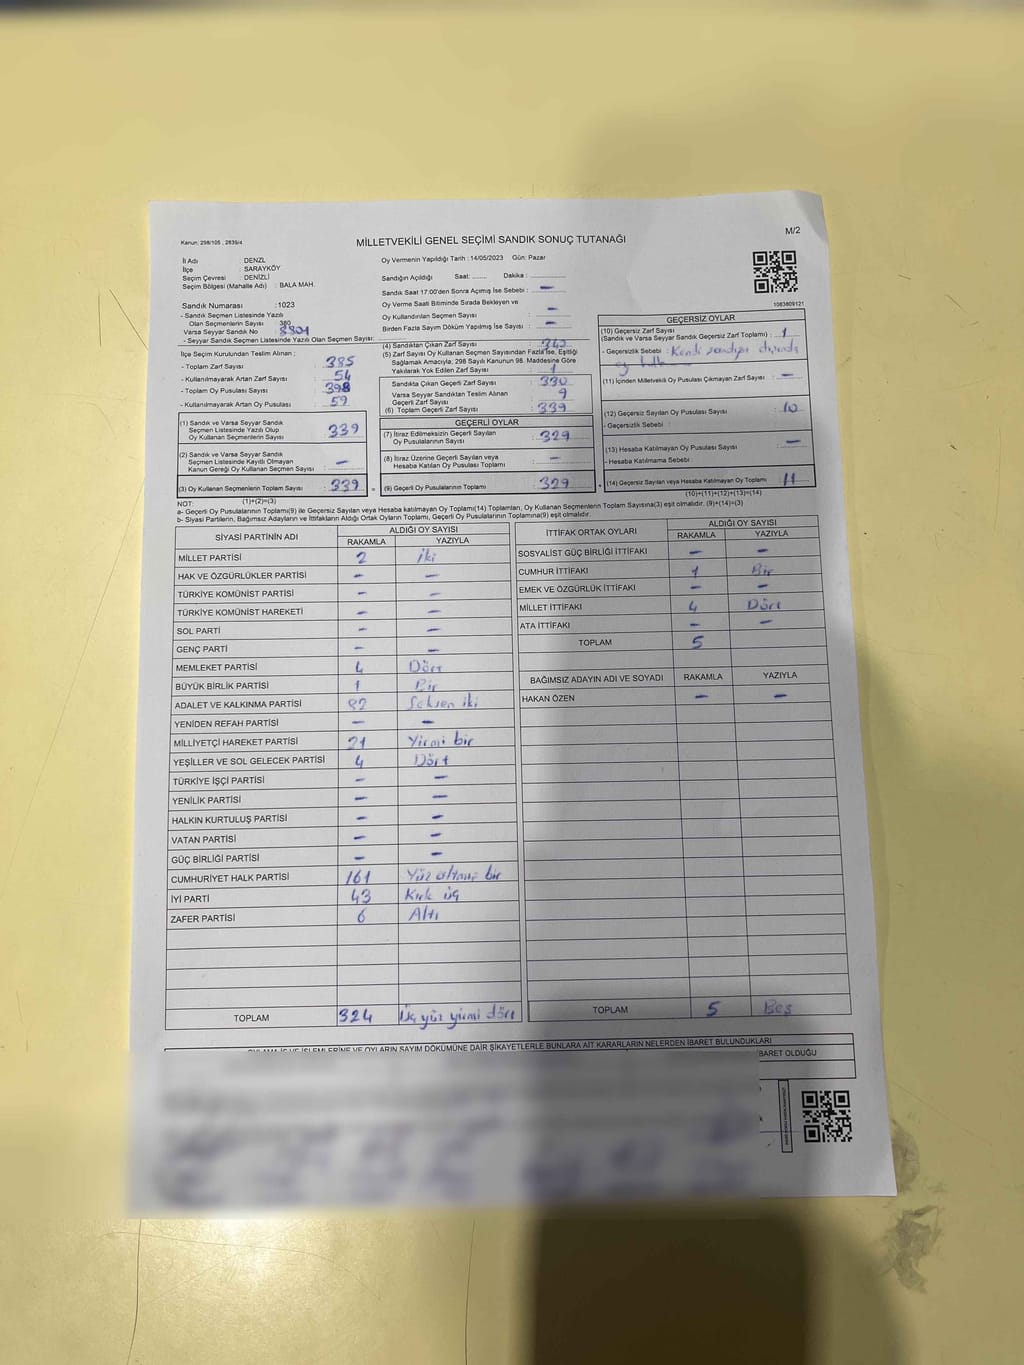 Kanun: 298/105 , 2839/4
M/2
MİLLETVEKİLİ GENEL SEÇİMİ SANDIK SONUÇ TUTANAĞI
İl Adı : DENZL
İlçe : SARAYKÖY
Seçim Çevresi : DENİZLİ
Seçim Bölgesi (Mahalle Adı) : BALA MAH.
Sandık Numarası :1023
- Sandık Seçmen Listesinde Yazılı
Olan Seçmenlerin Sayısı : 380
Varsa Seyyar Sandık No : 8801
- Seyyar Sandık Seçmen Listesinde Yazılı Olan Seçmen Sayısı:
İlçe Seçim Kurulundan Teslim Alınan ;
- Toplam Zarf Sayısı : 385
- Kullanılmayarak Artan Zarf Sayısı : 54
- Toplam Oy Pusulası Sayısı : 398
- Kullanılmayarak Artan Oy Pusulası : 59
(1) Sandık ve Varsa Seyyar Sandık
Seçmen Listesinde Yazılı Olup
Oy Kullanan Seçmenlerin Sayısı : 339
(2) Sandık ve Varsa Seyyar Sandık
Seçmen Listesinde Kayıtlı Olmayan
Kanun Gereği Oy Kullanan Seçmen Sayısı : -
(3) Oy Kullanan Seçmenlerin Toplam Sayısı : 339
(1)+(2)=(3)
Oy Vermenin Yapıldığı Tarih :14/05/2023 Gün: Pazar
Sandığın Açıldığı Saat: ........ Dakika : ........
Sandık Saat 17:00'den Sonra Açılmış İse Sebebi : -
Oy Verme Saati Bitiminde Sırada Bekleyen ve
Oy Kullandırılan Seçmen Sayısı : -
Birden Fazla Sayım Döküm Yapılmış İse Sayısı : -
(4) Sandıktan Çıkan Zarf Sayısı : 340
(5) Zarf Sayısı Oy Kullanan Seçmen Sayısından Fazla İse, Eşitliği
Sağlamak Amacıyla, 298 Sayılı Kanunun 98. Maddesine Göre
Yakılarak Yok Edilen Zarf Sayısı : 1
Sandıkta Çıkan Geçerli Zarf Sayısı : 330
Varsa Seyyar Sandıktan Teslim Alınan
Geçerli Zarf Sayısı : 9
(6) Toplam Geçerli Zarf Sayısı : 339
GEÇERLİ OYLAR
(7) İtiraz Edilmeksizin Geçerli Sayılan
Oy Pusulalarının Sayısı : 329
(8) İtiraz Üzerine Geçerli Sayılan veya
Hesaba Katılan Oy Pusulası Toplamı : -
= (9) Geçerli Oy Pusulalarının Toplamı : 329
1083809121
GEÇERSİZ OYLAR
(10) Geçersiz Zarf Sayısı
(Sandık ve Varsa Seyyar Sandık Geçersiz Zarf Toplamı) : 1
- Geçersizlik Sebebi : Kendi sandığı dışında
oy
(11) İçinden Milletvekili Oy Pusulası Çıkmayan Zarf Sayısı : -
(12) Geçersiz Sayılan Oy Pusulası Sayısı : 10
- Geçersizlik Sebebi :
(13) Hesaba Katılmayan Oy Pusulası Sayısı : -
- Hesaba Katılmama Sebebi :
+ (14) Geçersiz Sayılan veya Hesaba Katılmayan Oy Toplamı : 11
(10)+(11)+(12)+(13)=(14)
NOT:
a- Geçerli Oy Pusulaları Toplamı(9) ile Geçersiz Sayılan veya Hesaba katılmayan Oy Toplamı(14) Toplamları, Oy Kullanan Seçmenlerin Toplam Sayısına(3) eşit olmalıdır. (9)+(14)=(3)
b- Siyasi Partilerin, Bağımsız Adayların ve İttifakların Aldığı Ortak Oyların Toplamı, Geçerli Oy Pusulalarının Toplamına(9) eşit olmalıdır.
SİYASİ PARTİNİN ADI ALDIĞI OY SAYISI
RAKAMLA YAZIYLA
MİLLET PARTİSİ 2 iki
HAK VE ÖZGÜRLÜKLER PARTİSİ - -
TÜRKİYE KOMÜNİST PARTİSİ - -
TÜRKİYE KOMÜNİST HAREKETİ - -
SOL PARTİ - -
GENÇ PARTİ - -
MEMLEKET PARTİSİ 4 Dört
BÜYÜK BİRLİK PARTİSİ 1 Bir
ADALET VE KALKINMA PARTİSİ 82 Seksen iki
YENİDEN REFAH PARTİSİ - -
MİLLİYETÇİ HAREKET PARTİSİ 21 Yirmi bir
YEŞİLLER VE SOL GELECEK PARTİSİ 4 Dört
TÜRKİYE İŞÇİ PARTİSİ - -
YENİLİK PARTİSİ - -
HALKIN KURTULUŞ PARTİSİ - -
VATAN PARTİSİ - -
GÜÇ BİRLİĞİ PARTİSİ - -
CUMHURİYET HALK PARTİSİ 161 Yüz altmış bir
İYİ PARTİ 43 Kırk üç
ZAFER PARTİSİ 6 Altı
TOPLAM 324 Üç yüz yirmi dört
İTTİFAK ORTAK OYLARI ALDIĞI OY SAYISI
RAKAMLA YAZIYLA
SOSYALİST GÜÇ BİRLİĞİ İTTİFAKI - -
CUMHUR İTTİFAKI 1 Bir
EMEK VE ÖZGÜRLÜK İTTİFAKI - -
MİLLET İTTİFAKI 4 Dört
ATA İTTİFAKI - -
TOPLAM 5
BAĞIMSIZ ADAYIN ADI VE SOYADI RAKAMLA YAZIYLA
HAKAN ÖZEN - -
TOPLAM 5 Beş
OYLAMA İŞ VE İŞLEMLERİNE VE OYLARIN SAYIM DÖKÜMÜNE DAİR ŞİKAYETLERLE BUNLARA AİT KARARLARIN NELERDEN İBARET BULUNDUKLARI
BARET OLDUĞU